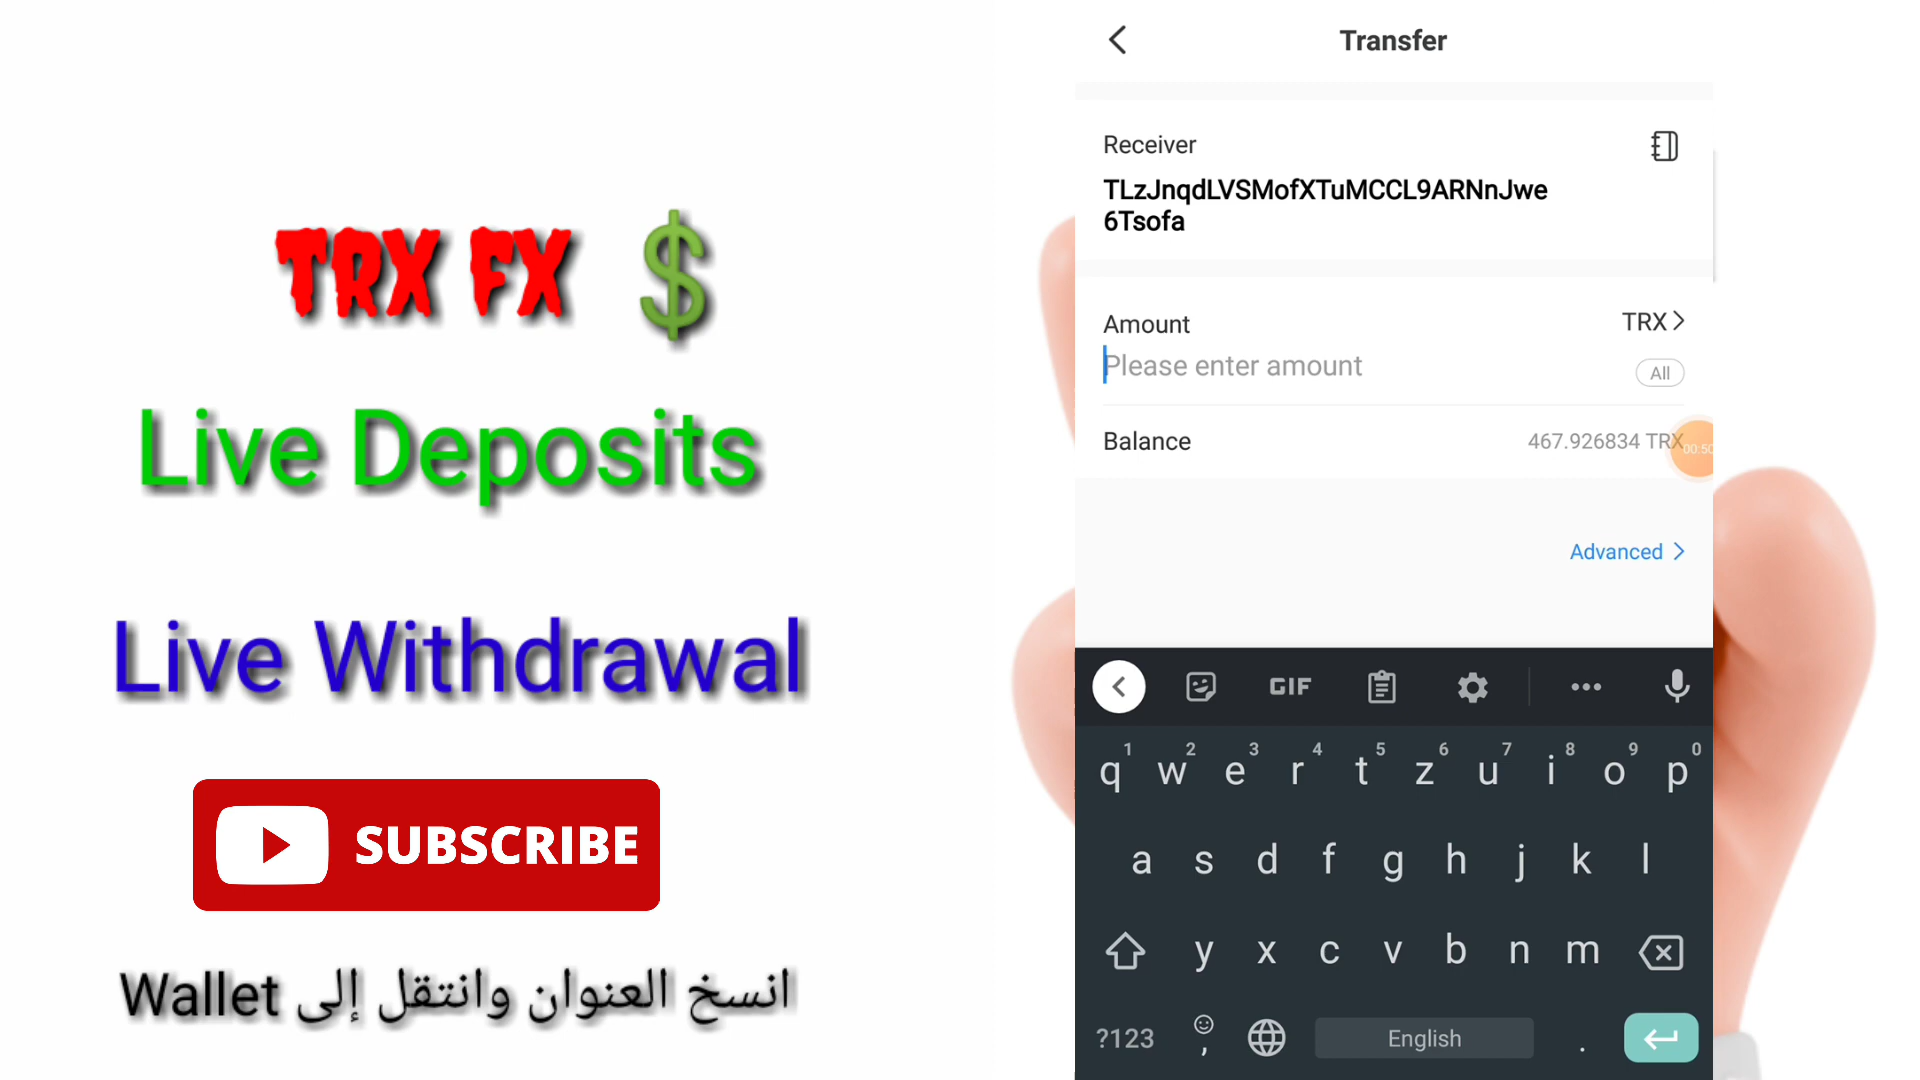 TRX FX $
Live Deposits
Live Withdrawal
SUBSCRIBE
انسخ العنوان وانتقل إلى Wallet
Transfer
Receiver
TLzJnqdLVSMofXTuMCCL9ARNnJwe
6Tsofa
Amount
TRX
Please enter amount
All
Balance
467.926834 TRX
00:50
Advanced
GIF
1 2 3 4 5 6 7 8 9 0
q w e r t z u i o p
a s d f g h j k l
y x c v b n m
?123 , English .